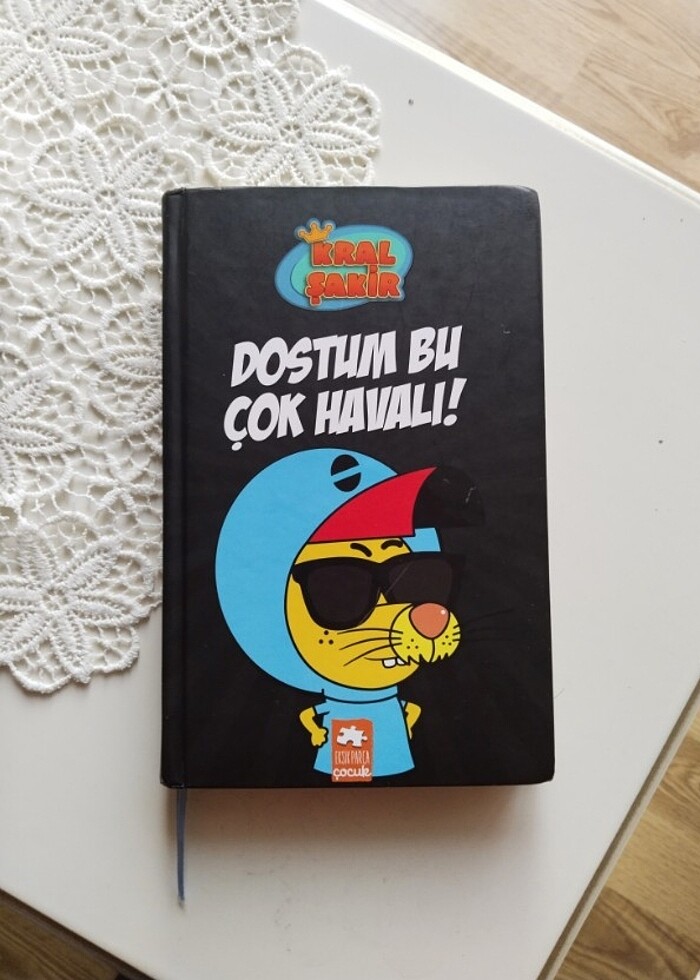 KRAL
ŞAKİR
DOSTUM BU
ÇOK HAVALI!
EKSİK PARÇA
çocuk